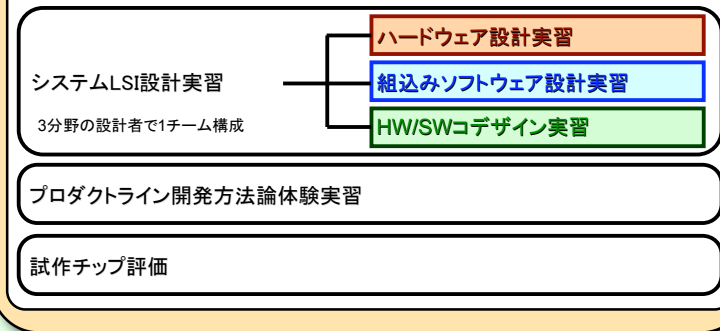 ハードウェア設計実習
システムLSI設計実習
組込みソフトウェア設計実習
3分野の設計者で1チーム構成
HW/SWコデザイン実習
プロダクトライン開発方法論体験実習
試作チップ評価